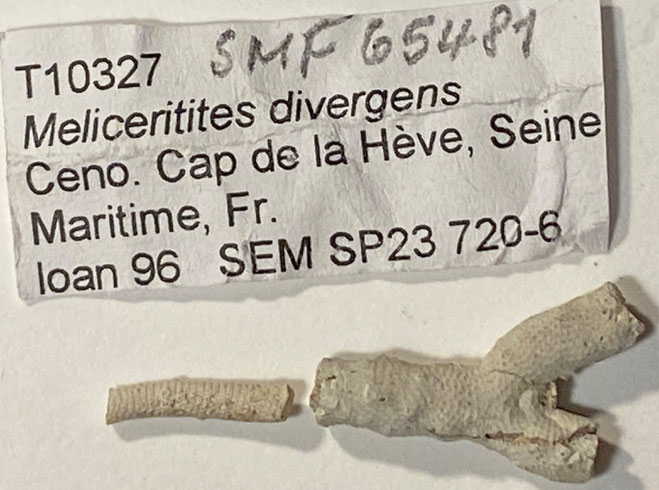 T10327 SMF 65481
Meliceritites divergens
Ceno. Cap de la Hève, Seine
Maritime, Fr.
loan 96 SEM SP23 720-6